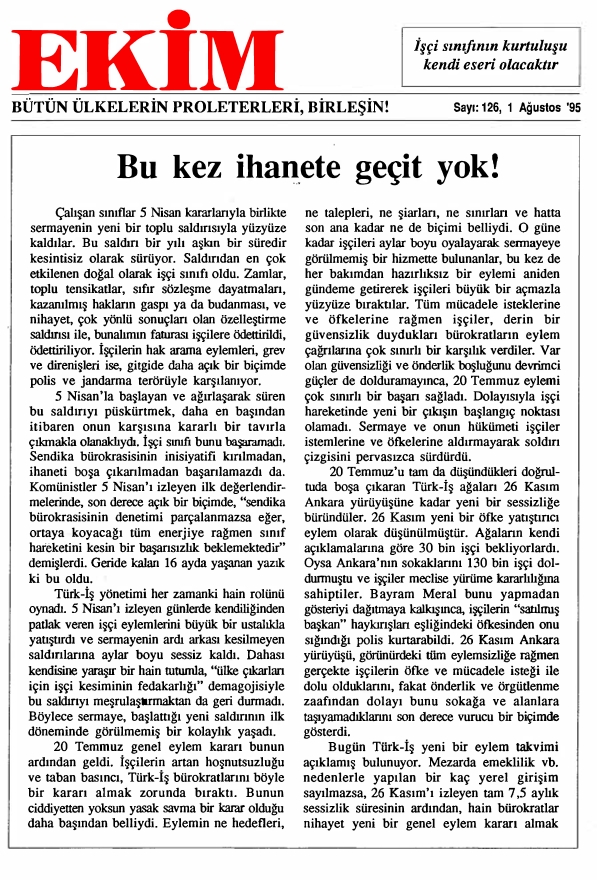 EKİM
İşçi sınıfının kurtuluşu
kendi eseri olacaktır
BÜTÜN ÜLKELERİN PROLETERLERİ, BİRLEŞİN!
Sayı: 126, 1 Ağustos '95
Bu kez ihanete geçit yok!
Çalışan sınıflar 5 Nisan kararlarıyla birlikte
sermayenin yeni bir toplu saldırısıyla yüzyüze
kaldılar. Bu saldırı bir yılı aşkın bir süredir
kesintisiz olarak sürüyor. Saldırıdan en çok
etkilenen doğal olarak işçi sınıfı oldu. Zamlar,
toplu tensikatlar, sıfır sözleşme dayatmaları,
kazanılmış hakların gaspı ya da budanması, ve
nihayet, çok yönlü sonuçları olan özelleştirme
saldırısı ile, bunalımın faturası işçilere ödettirildi,
ödettiriliyor. İşçilerin hak arama eylemleri, grev
ve direnişleri ise, gitgide daha açık bir biçimde
polis ve jandarma terörüyle karşılanıyor.
5 Nisan'la başlayan ve ağırlaşarak süren
bu saldırıyı püskürtmek, daha en başından
itibaren onun karşısına kararlı bir tavırla
çıkmakla olanaklıydı. İşçi sınıfı bunu başaramadı.
Sendika bürokrasisinin inisiyatifi kırılmadan,
ihaneti boşa çıkarılmadan başarılamazdı da.
Komünistler 5 Nisan'ı izleyen ilk değerlendir-
melerinde, son derece açık bir biçimde, "sendika
bürokrasisinin denetimi parçalanmazsa eğer,
ortaya koyacağı tüm enerjiye rağmen sınıf
hareketini kesin bir başarısızlık beklemektedir"
demişlerdi. Geride kalan 16 ayda yaşanan yazık
ki bu oldu.
Türk-İş yönetimi her zamanki hain rolünü
oynadı. 5 Nisan'ı izleyen günlerde kendiliğinden
patlak veren işçi eylemlerini büyük bir ustalıkla
yatıştırdı ve sermayenin ardı arkası kesilmeyen
saldırılarına aylar boyu sessiz kaldı. Dahası
kendisine yaraşır bir hain tutumla, "ülke çıkarları
için işçi kesiminin fedakarlığı" demagojisiyle
bu saldırıyı meşrulaştırmaktan da geri durmadı.
Böylece sermaye, başlattığı yeni saldırının ilk
döneminde görülmemiş bir kolaylık yaşadı.
20 Temmuz genel eylem kararı bunun
ardından geldi. İşçilerin artan hoşnutsuzluğu
ve taban basıncı, Türk-İş bürokratlarını böyle
bir kararı almak zorunda bıraktı. Bunun
ciddiyetten yoksun yasak savma bir karar olduğu
daha başından belliydi. Eylemin ne hedefleri,
ne talepleri, ne şiarları, ne sınırları ve hatta
son ana kadar ne de biçimi belliydi. O güne
kadar işçileri aylar boyu oyalayarak sermayeye
görülmemiş bir hizmette bulunanlar, bu kez de
her bakımdan hazırlıksız bir eylemi aniden
gündeme getirerek işçileri büyük bir açmazla
yüzyüze bıraktılar. Tüm mücadele isteklerine
ve öfkelerine rağmen işçiler, derin bir
güvensizlik duydukları bürokratların eylem
çağrılarına çok sınırlı bir karşılık verdiler. Var
olan güvensizliği ve önderlik boşluğunu devrimci
güçler de dolduramayınca, 20 Temmuz eylemi
çok sınırlı bir başarı sağladı. Dolayısıyla işçi
hareketinde yeni bir çıkışın başlangıç noktası
olamadı. Sermaye ve onun hükümeti işçiler
istemlerine ve öfkelerine aldırmayarak soldırı
çizgisini pervasızca sürdürdü.
20 Temmuz'u tam da düşündükleri doğrul-
tuda boşa çıkaran Türk-İş ağaları 26 Kasım
Ankara yürüyüşüne kadar yeni bir sessizliğe
büründüler. 26 Kasım yeni bir öfke yatıştırıcı
eylem olarak düşünülmüştür. Ağaların kendi
açıklamalarına göre 30 bin işçi bekliyorlardı.
Oysa Ankara'nın sokaklarını 130 bin işçi dol-
durmuştu ve işçiler meclise yürüme kararlılığına
sahiptiler. Bayram Meral bunu yapmadan
gösteriyi dağıtmaya kalkışınca, işçilerin "satılmış
başkan" haykırışları eşliğindeki öfkesinden onu
sığındığı polis kurtarabildi. 26 Kasım Ankara
yürüyüşü, görünürdeki tüm eylemsizliğe rağmen
gerçekte işçilerin öfke ve mücadele isteği ile
dolu olduklarını, fakat önderlik ve örgütlenme
zaafından dolayı bunu sokağa ve alanlara
taşıyamadıklarını son derece vurucu bir biçimde
gösterdi.
Bugün Türk-İş yeni bir eylem takvimi
açıklamış bulunuyor. Mezarda emeklilik vb.
nedenlerle yapılan bir kaç yerel girişim
sayılmazsa, 26 Kasım'ı izleyen tam 7,5 aylık
sessizlik süresinin ardından, hain bürokratlar
nihayet yeni bir genel eylem kararı almak